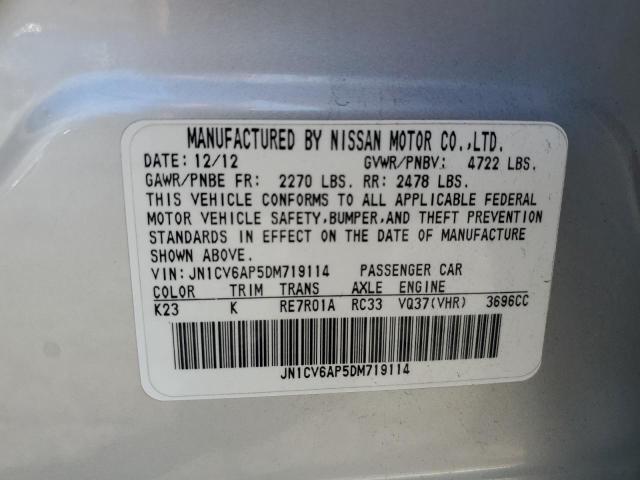 MANUFACTURED BY NISSAN MOTOR CO.,LTD.
DATE: 12/12 GVWR/PNBV: 4722 LBS.
GAWR/PNBE FR: 2270 LBS. RR: 2478 LBS.
THIS VEHICLE CONFORMS TO ALL APPLICABLE FEDERAL
MOTOR VEHICLE SAFETY,BUMPER,AND THEFT PREVENTION
STANDARDS IN EFFECT ON THE DATE OF MANUFACTURE
SHOWN ABOVE.
VIN: JN1CV6AP5DM719114 PASSENGER CAR
COLOR TRIM TRANS AXLE ENGINE
K23 K RE7R01A RC33 VQ37(VHR) 3696CC
JN1CV6AP5DM719114